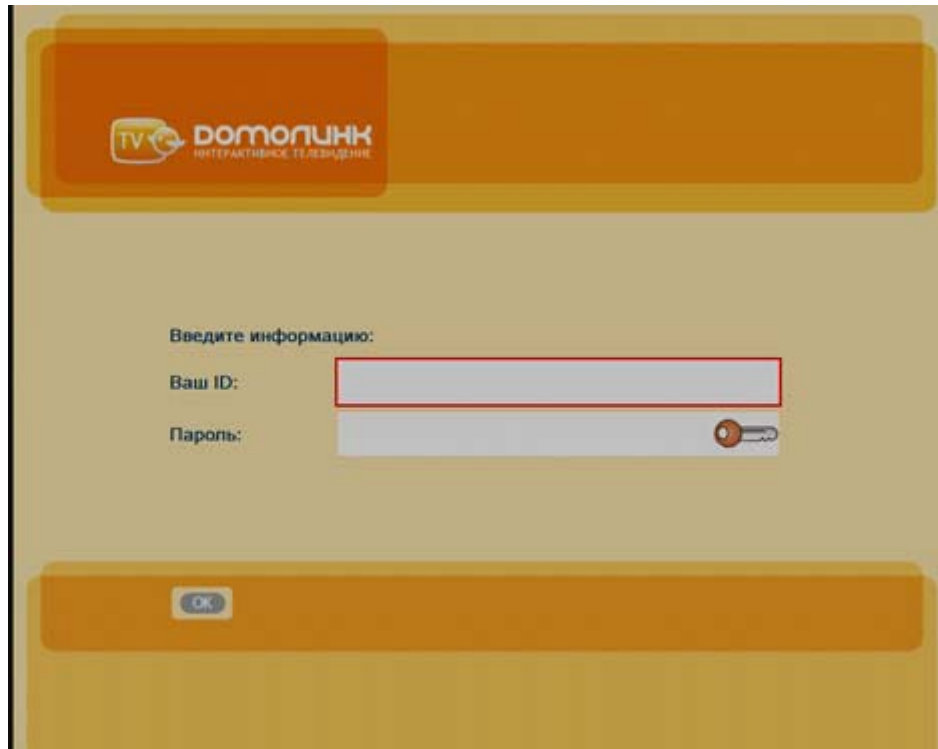 TV ДОМОЛИНК
ИНТЕРАКТИВНОЕ ТЕЛЕВИДЕНИЕ
Введите информацию:
Ваш ID:
Пароль:
OK